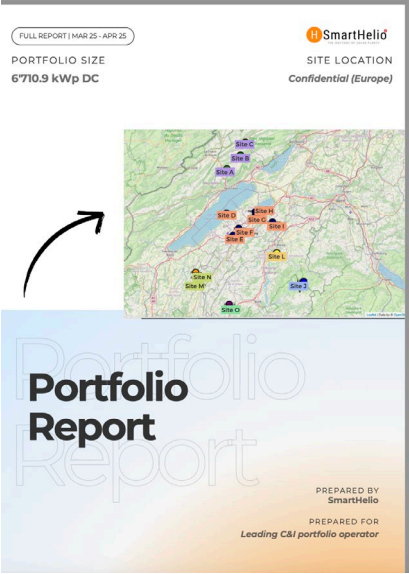 FULL REPORT | MAR 25 - APR 25
SmartHelio
PORTFOLIO SIZE
SITE LOCATION
6'710.9 kWp DC
Confidential (Europe)
Site C
Site B
Site A
Site D
Site H
Site G
Site I
Site F
Site E
Site L
Site N
Site M
Site J
Site O
Portfolio
Report
Portfolio
Report
PREPARED BY
SmartHelio
PREPARED FOR
Leading C&I portfolio operator